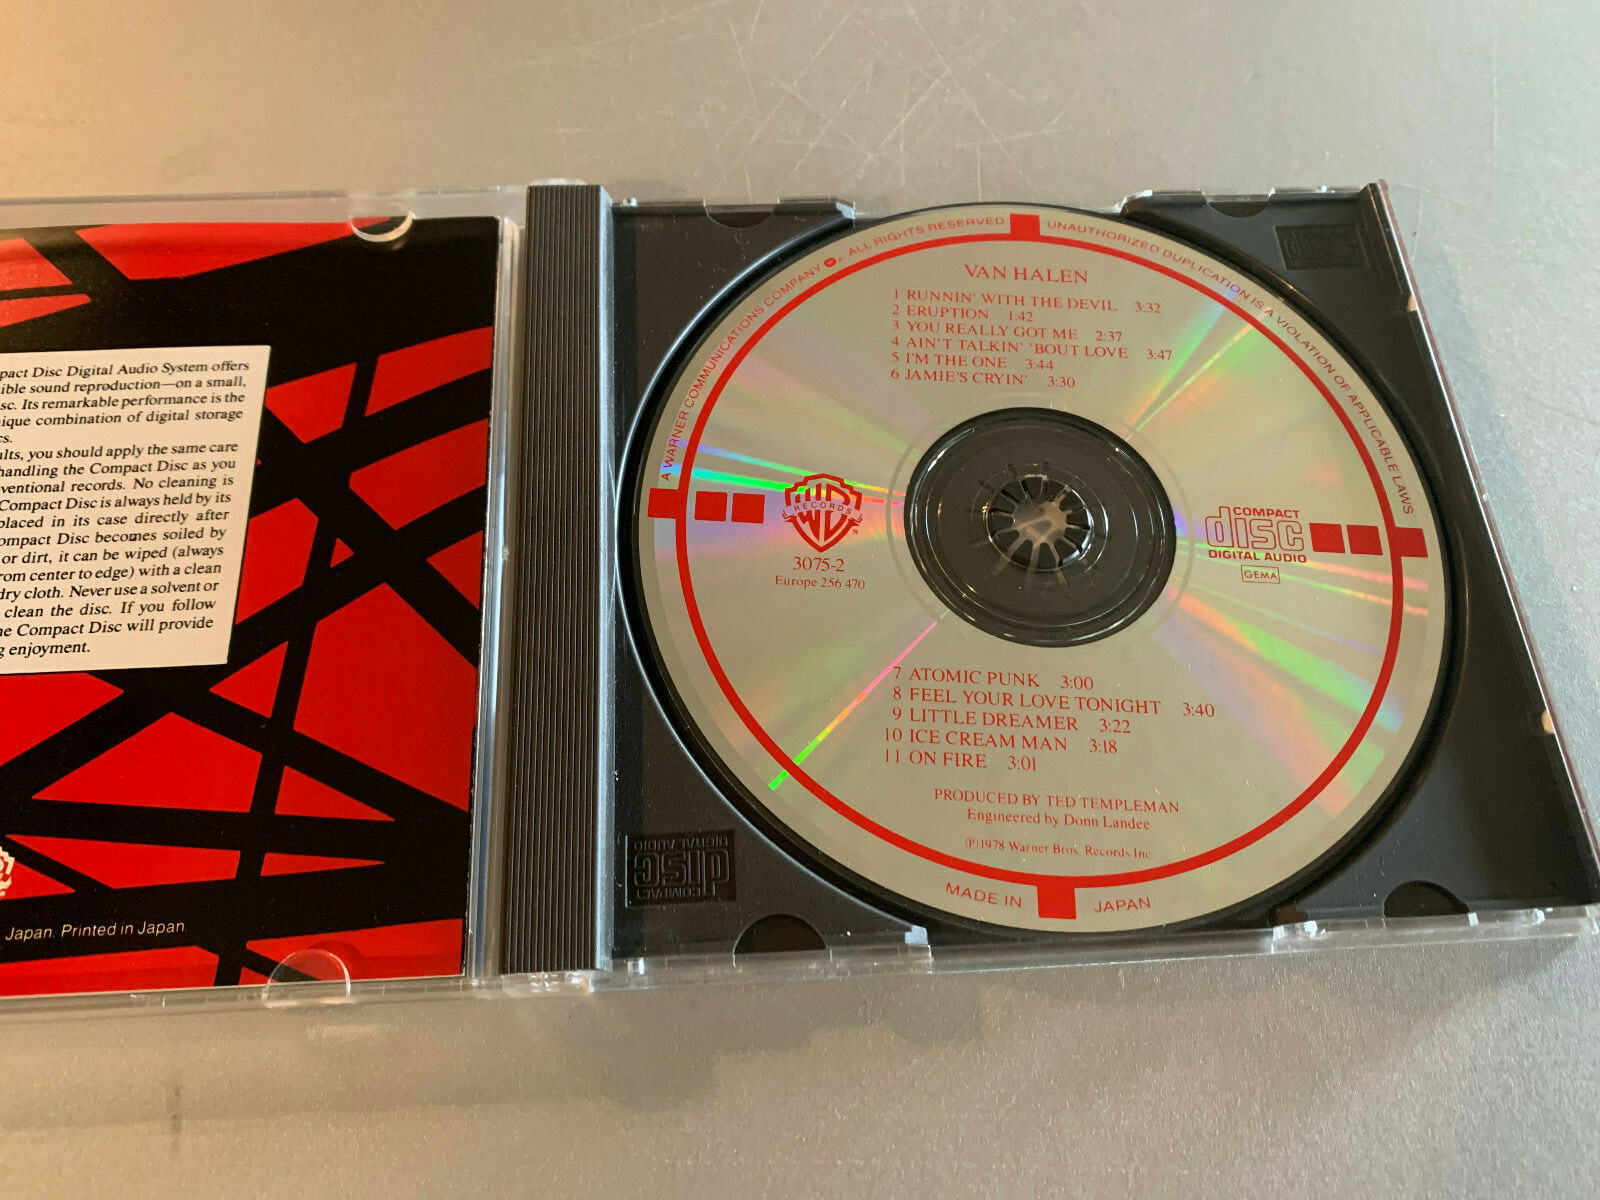 pact Disc Digital Audio System offers
ible sound reproduction—on a small,
sc. Its remarkable performance is the
ique combination of digital storage
cs.
ults, you should apply the same care
handling the Compact Disc as you
ventional records. No cleaning is
Compact Disc is always held by its
placed in its case directly after
ompact Disc becomes soiled by
or dirt, it can be wiped (always
rom center to edge) with a clean
dry cloth. Never use a solvent or
clean the disc. If you follow
he Compact Disc will provide
g enjoyment.
Japan. Printed in Japan.
A WARNER COMMUNICATIONS COMPANY ALL RIGHTS RESERVED
UNAUTHORIZED DUPLICATION IS A VIOLATION OF APPLICABLE LAWS
VAN HALEN
1 RUNNIN' WITH THE DEVIL 3:32
2 ERUPTION 1:42
3 YOU REALLY GOT ME 2:37
4 AIN'T TALKIN' 'BOUT LOVE 3:47
5 I'M THE ONE 3:44
6 JAMIE'S CRYIN' 3:30
WB
RECORDS
®
3075-2
Europe 256 470
COMPACT
disc
DIGITAL AUDIO
GEMA
7 ATOMIC PUNK 3:00
8 FEEL YOUR LOVE TONIGHT 3:40
9 LITTLE DREAMER 3:22
10 ICE CREAM MAN 3:18
11 ON FIRE 3:01
PRODUCED BY TED TEMPLEMAN
Engineered by Donn Landee
℗1978 Warner Bros. Records Inc.
MADE IN JAPAN
COMPACT
disc
DIGITAL AUDIO